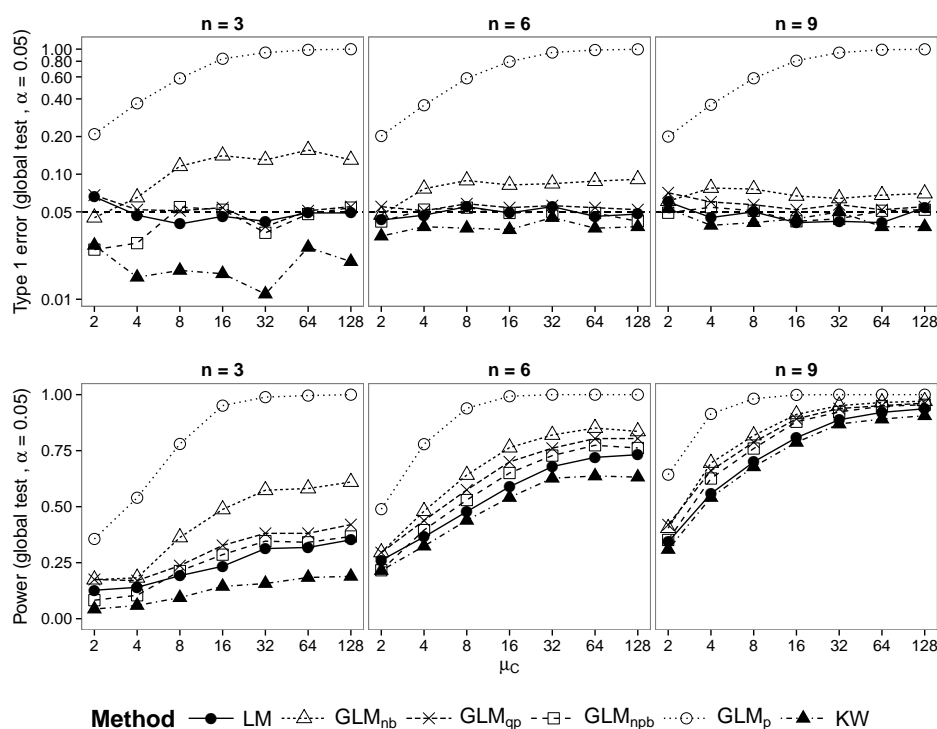 n = 3
n = 6
n = 9
Type 1 error (global test , α = 0.05)
1.00
0.80
0.60
0.40
0.20
0.10
0.05
0.01
2 4 8 16 32 64 128
2 4 8 16 32 64 128
2 4 8 16 32 64 128
n = 3
n = 6
n = 9
Power (global test , α = 0.05)
1.00
0.75
0.50
0.25
0.00
2 4 8 16 32 64 128
2 4 8 16 32 64 128
2 4 8 16 32 64 128
μC
Method LM GLMnb GLMqp GLMnpb GLMp KW